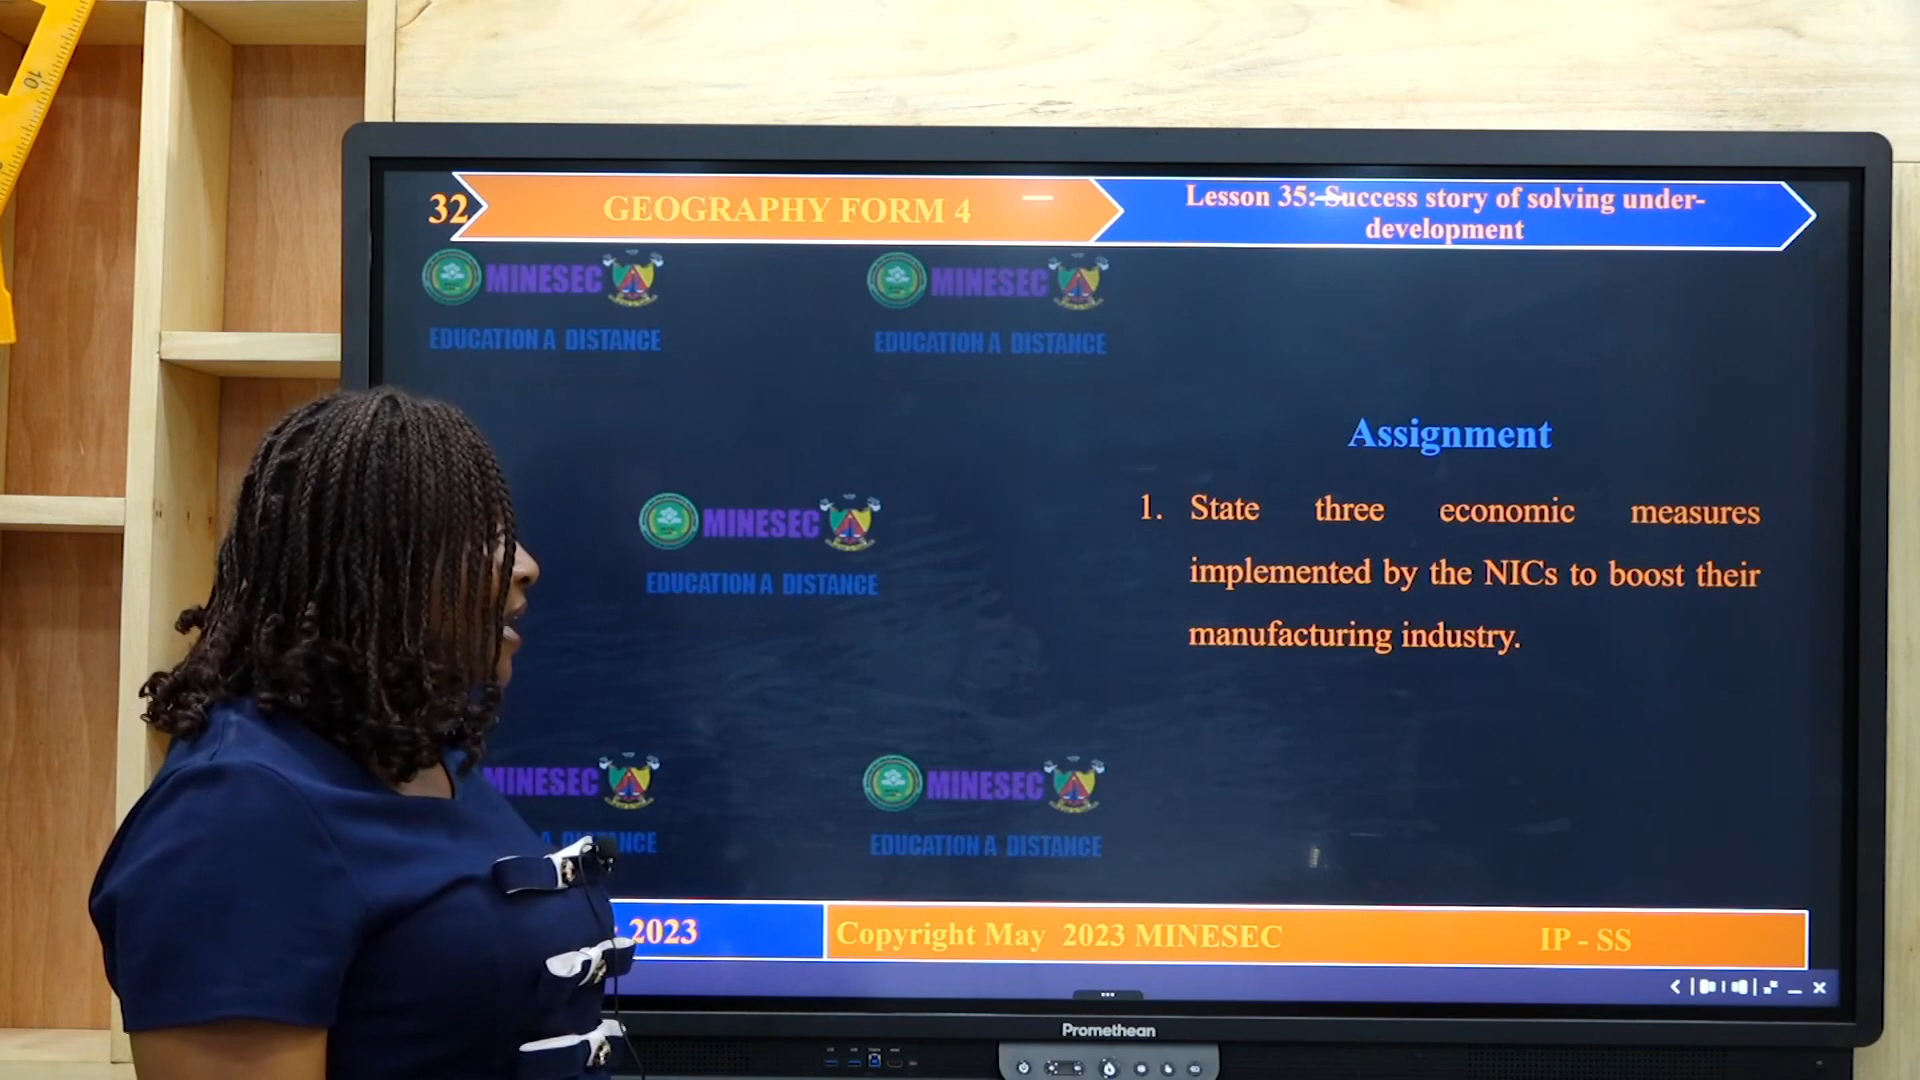 32
GEOGRAPHY FORM 4
Lesson 35: Success story of solving under-
development
MINESEC
EDUCATION A DISTANCE
MINESEC
EDUCATION A DISTANCE
Assignment
1. State three economic measures
implemented by the NICs to boost their
manufacturing industry.
MINESEC
EDUCATION A DISTANCE
MINESEC
A DISTANCE
MINESEC
EDUCATION A DISTANCE
2023
Copyright May 2023 MINESEC
IP - SS
Promethean
10